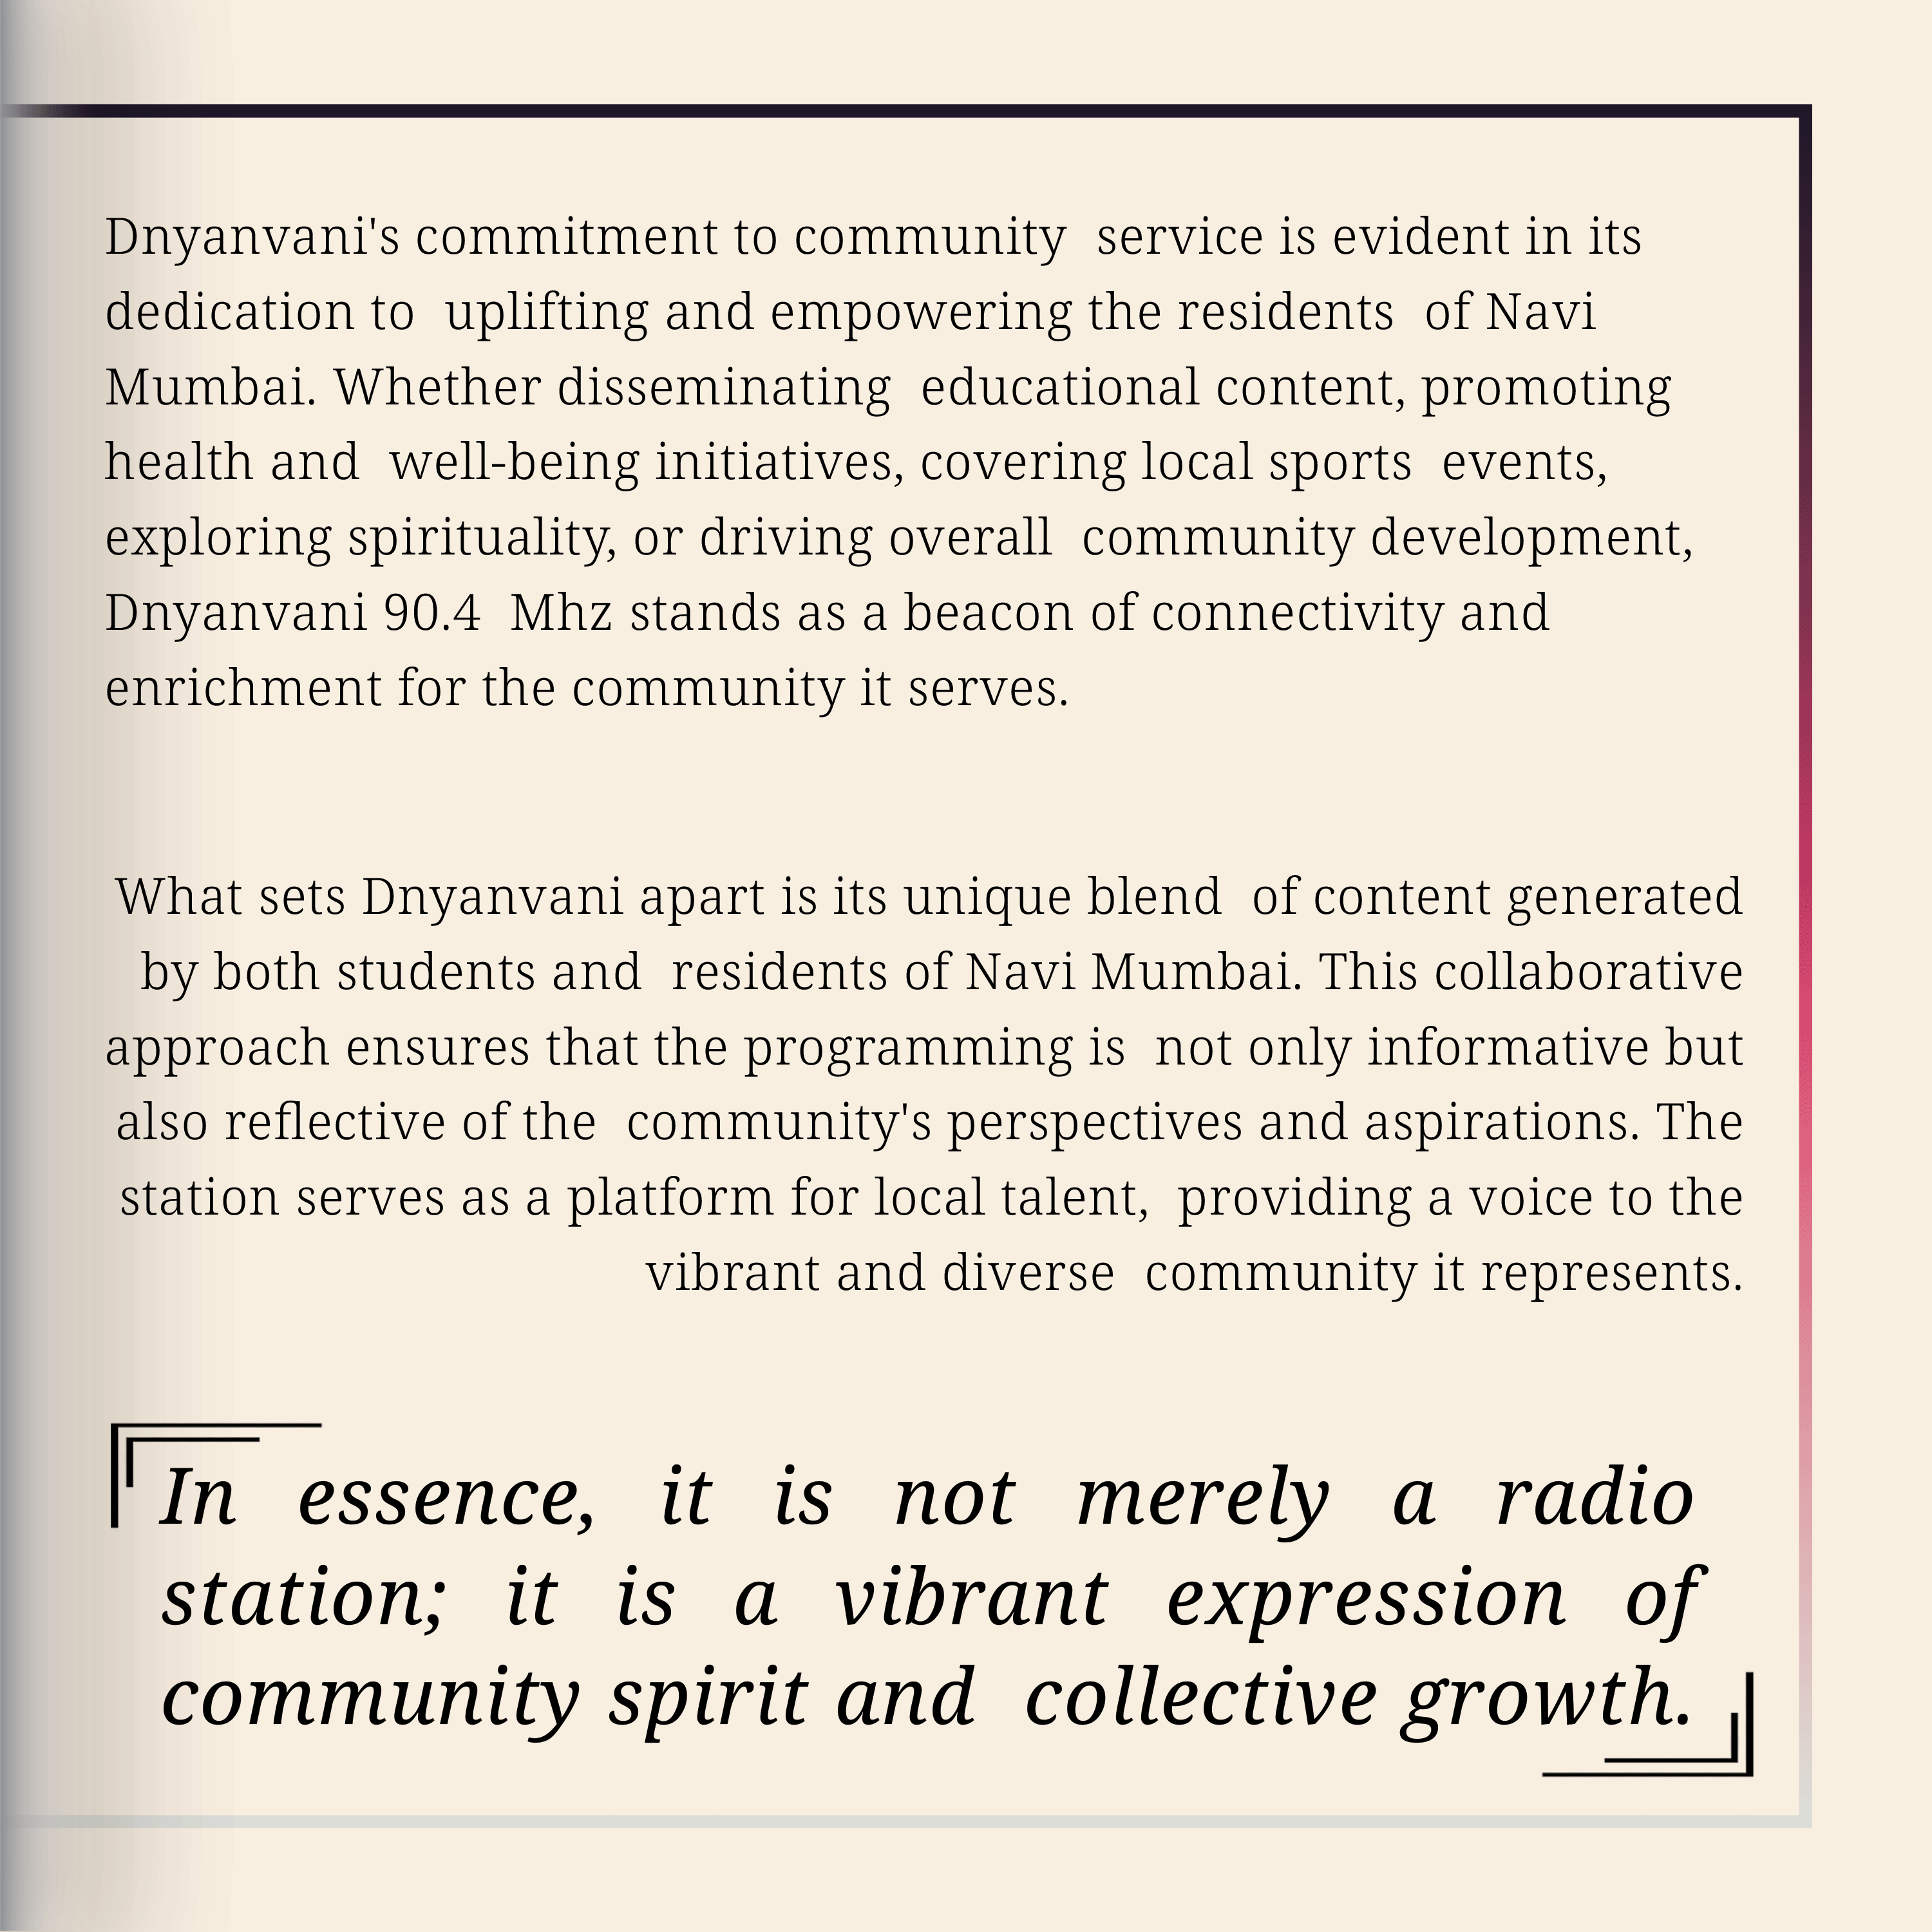 Dnyanvani's commitment to community  service is evident in its
dedication to  uplifting and empowering the residents  of Navi
Mumbai. Whether disseminating  educational content, promoting
health and  well-being initiatives, covering local sports  events,
exploring spirituality, or driving overall  community development,
Dnyanvani 90.4  Mhz stands as a beacon of connectivity and
enrichment for the community it serves.
What sets Dnyanvani apart is its unique blend  of content generated
by both students and  residents of Navi Mumbai. This collaborative
approach ensures that the programming is  not only informative but
also reflective of the  community's perspectives and aspirations. The
station serves as a platform for local talent,  providing a voice to the
vibrant and diverse  community it represents.
In essence, it is not merely a radio
station; it is a vibrant expression of
community spirit and  collective growth.